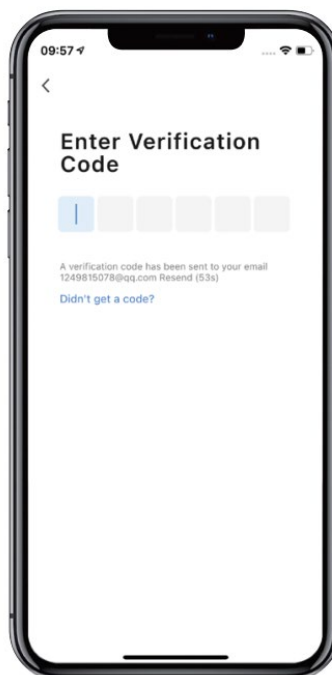 09:57
Enter Verification
Code
A verification code has been sent to your email
1249815078@qq.com Resend (53s)
Didn't get a code?